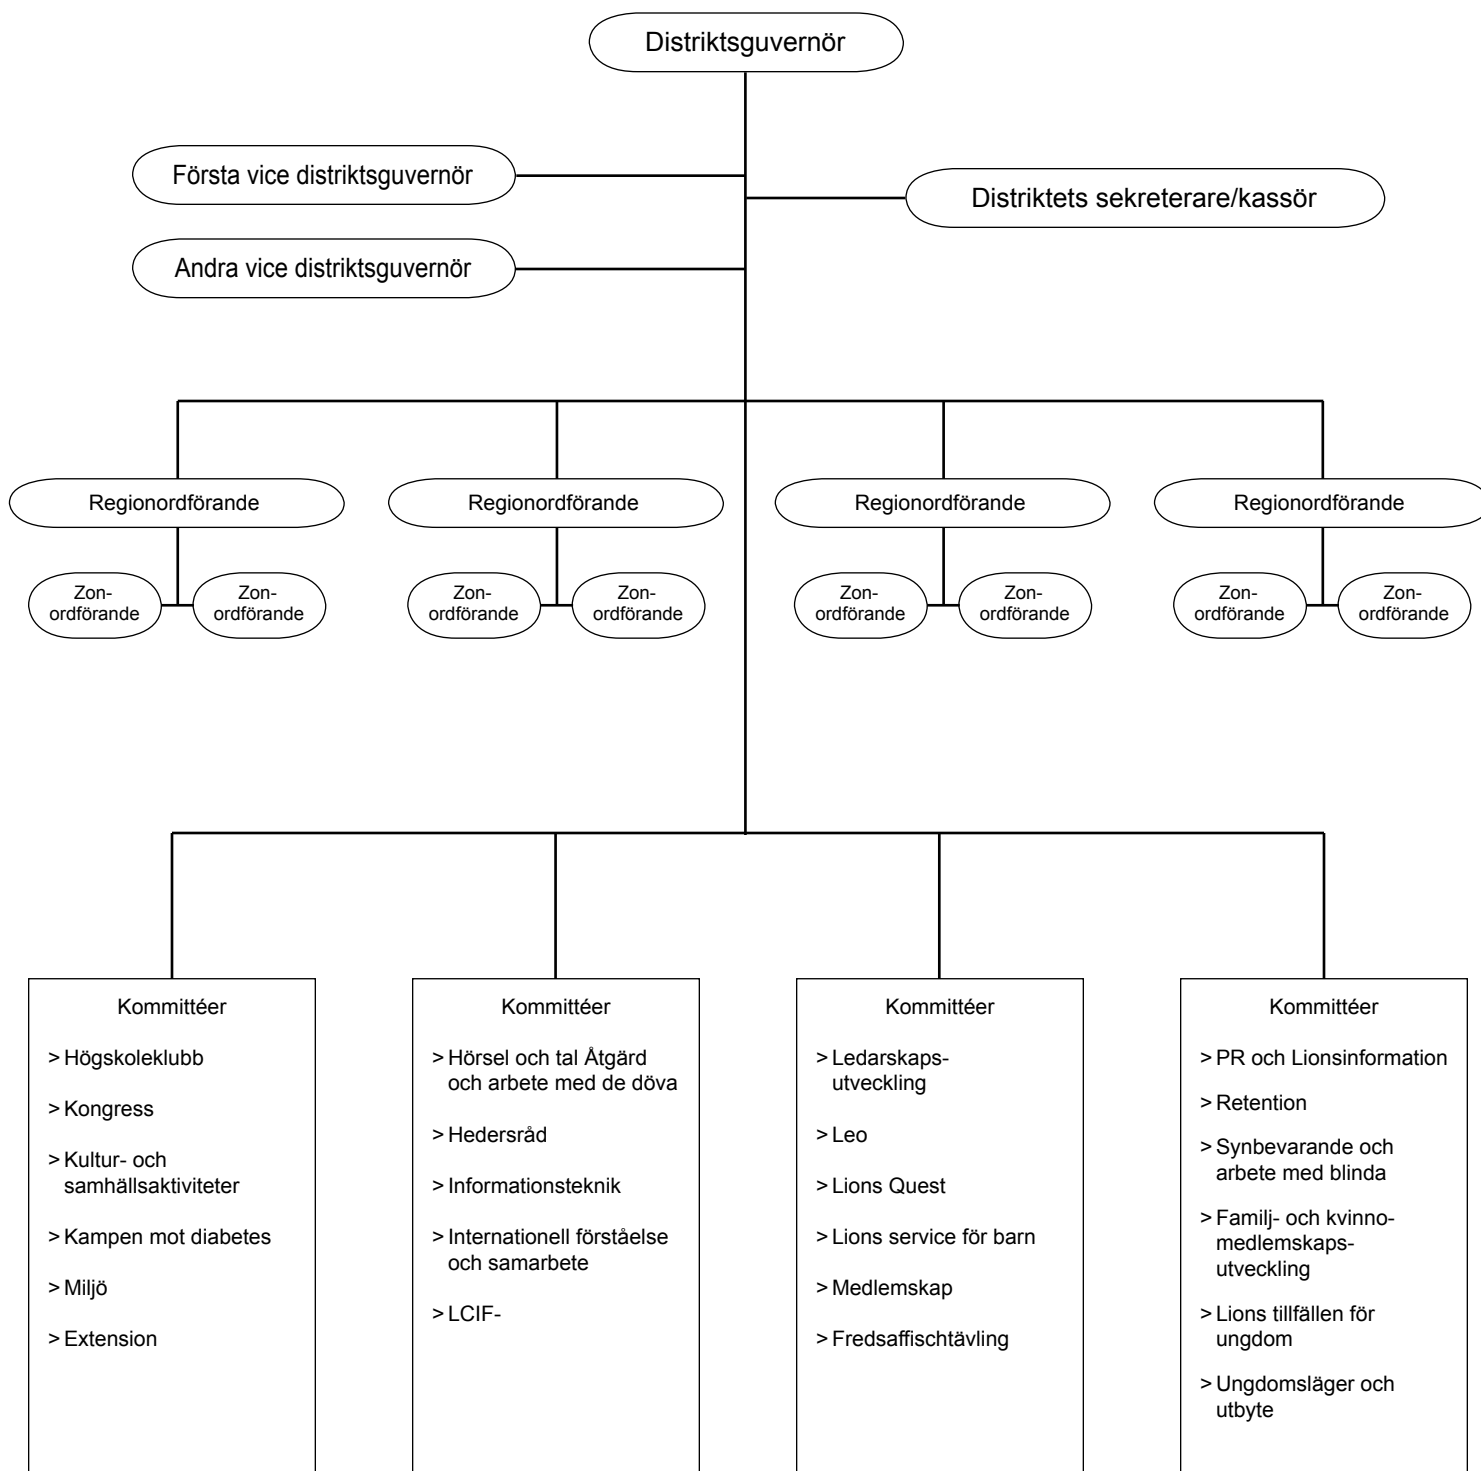 Distriktsguvernör
Första vice distriktsguvernör
Distriktets sekreterare/kassör
Andra vice distriktsguvernör
Regionordförande
Regionordförande
Regionordförande
Regionordförande
Zon-
ordförande
Zon-
ordförande
Zon-
ordförande
Zon-
ordförande
Zon-
ordförande
Zon-
ordförande
Zon-
ordförande
Zon-
ordförande
Kommittéer
> Högskoleklubb
> Kongress
> Kultur- och
samhällsaktiviteter
> Kampen mot diabetes
> Miljö
> Extension
Kommittéer
> Hörsel och tal Åtgärd
och arbete med de döva
> Hedersråd
> Informationsteknik
> Internationell förståelse
och samarbete
> LCIF-
Kommittéer
> Ledarskaps-
utveckling
> Leo
> Lions Quest
> Lions service för barn
> Medlemskap
> Fredsaffischtävling
Kommittéer
> PR och Lionsinformation
> Retention
> Synbevarande och
arbete med blinda
> Familj- och kvinno-
medlemskaps-
utveckling
> Lions tillfällen för
ungdom
> Ungdomsläger och
utbyte